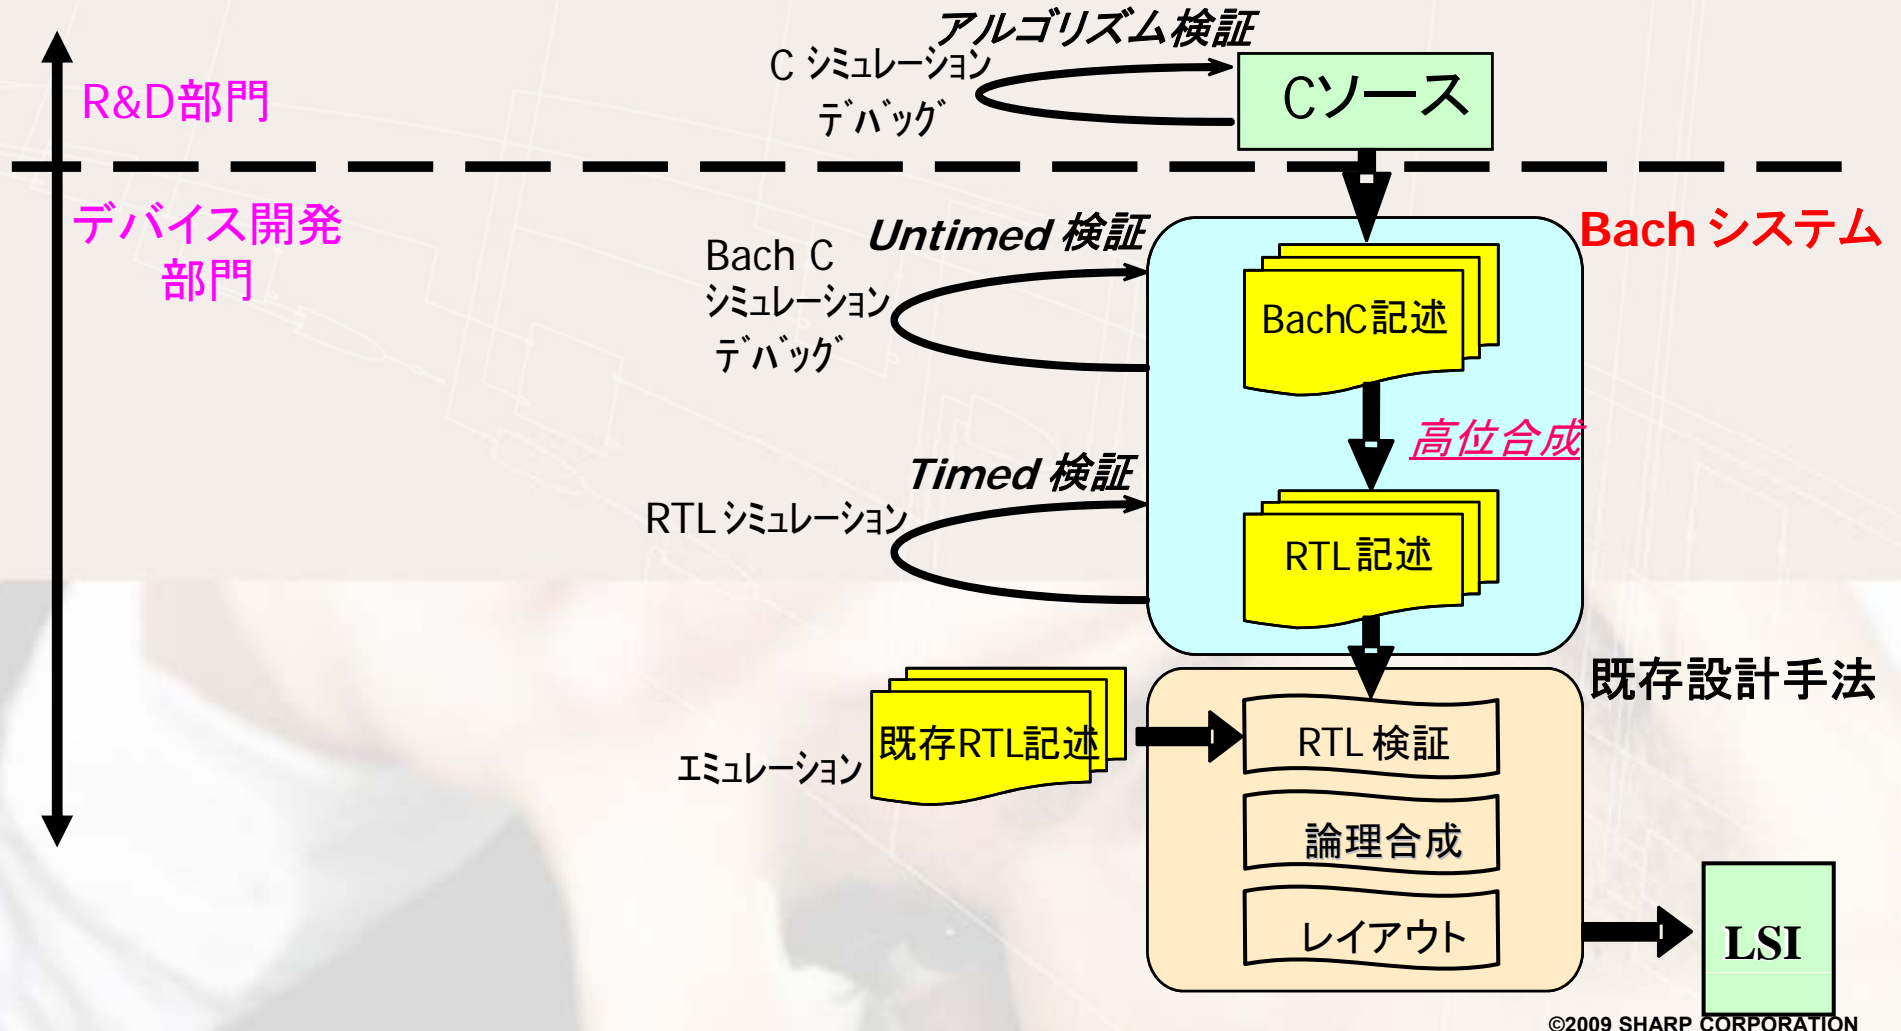 アルゴリズム検証
C シミュレーション
デバッグ
Cソース
R&D部門
デバイス開発
部門
Untimed 検証
Bach C
シミュレーション
デバッグ
Bach システム
BachC記述
高位合成
Timed 検証
RTL シミュレーション
RTL 記述
既存設計手法
既存RTL記述
エミュレーション
RTL 検証
論理合成
レイアウト
LSI
©2009 SHARP CORPORATION